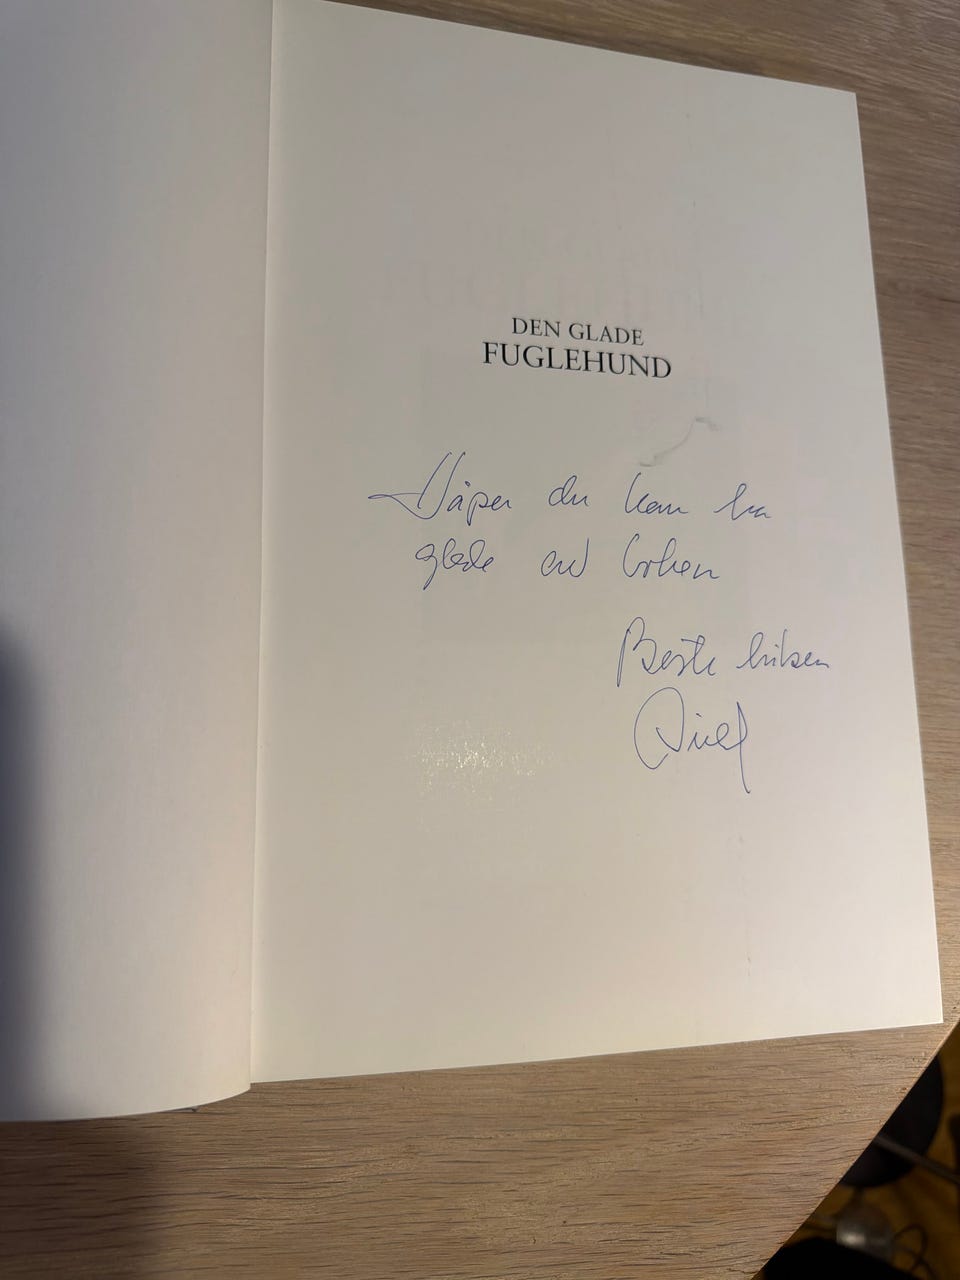 DEN GLADE
FUGLEHUND
Håper du kan ha
glede av boken
Beste hilsen